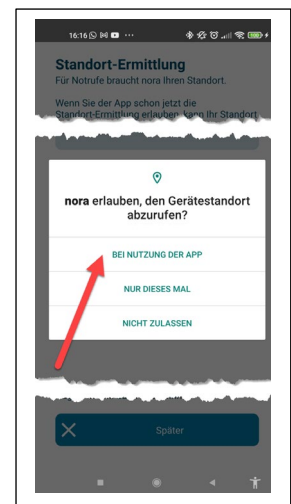 16:16
Standort-Ermittlung
Für Notrufe braucht nora Ihren Standort.
Wenn Sie der App schon jetzt die
Standort-Ermittlung erlauben, kann Ihr Standort
nora erlauben, den Gerätestandort
abzurufen?
BEI NUTZUNG DER APP
NUR DIESES MAL
NICHT ZULASSEN
Später